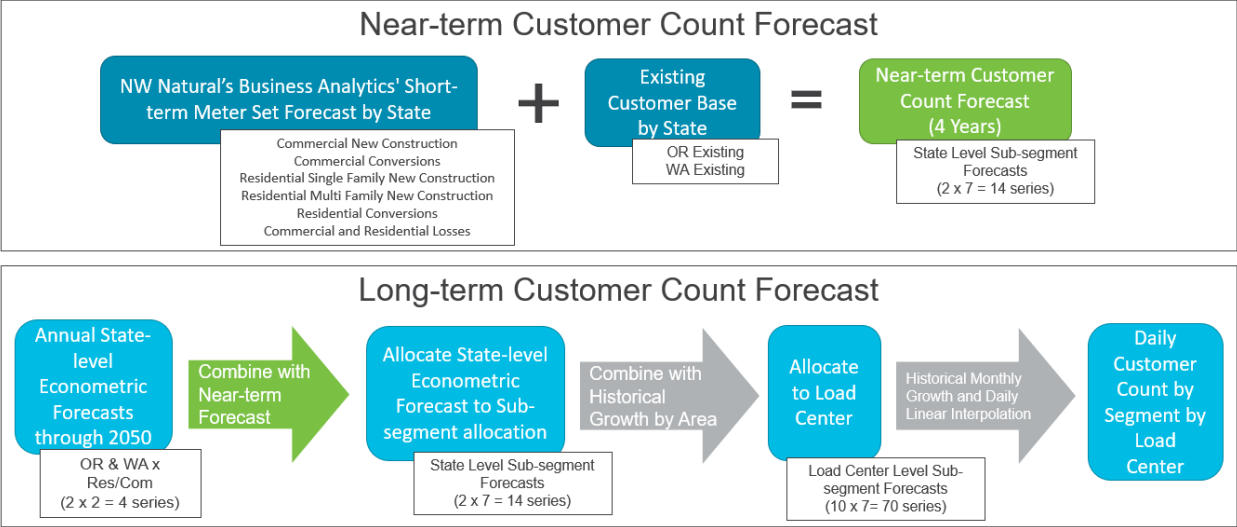 Near-term Customer Count Forecast
NW Natural’s Business Analytics' Short-
term Meter Set Forecast by State
Commercial New Construction
Commercial Conversions
Residential Single Family New Construction
Residential Multi Family New Construction
Residential Conversions
Commercial and Residential Losses
+
Existing
Customer Base
by State
OR Existing
WA Existing
=
Near-term Customer
Count Forecast
(4 Years)
State Level Sub-segment
Forecasts
(2 x 7 = 14 series)
Long-term Customer Count Forecast
Annual State-
level
Econometric
Forecasts
through 2050
OR & WA x
Res/Com
(2 x 2 = 4 series)
Combine with
Near-term
Forecast
Allocate State-level
Econometric
Forecast to Sub-
segment allocation
State Level Sub-segment
Forecasts
(2 x 7 = 14 series)
Combine with
Historical
Growth by Area
Allocate
to Load
Center
Load Center Level Sub-
segment Forecasts
(10 x 7= 70 series)
Historical Monthly
Growth and Daily
Linear Interpolation
Daily
Customer
Count by
Segment by
Load
Center